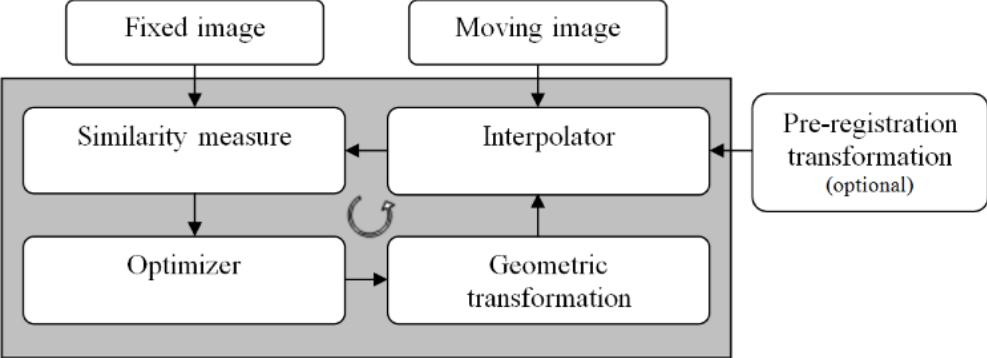 Fixed image
Moving image
Similarity measure
Interpolator
Pre-registration
transformation
(optional)
Optimizer
Geometric
transformation